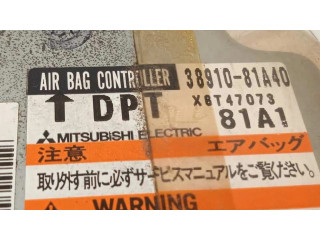 AIR BAG CONTROLLER 38910-81A40
↑ DPT X6T47073
MITSUBISHI ELECTRIC 81A1
注意 エアバッグ
取り外す前に必ずサービスマニュアルをご覧ください。
WARNING